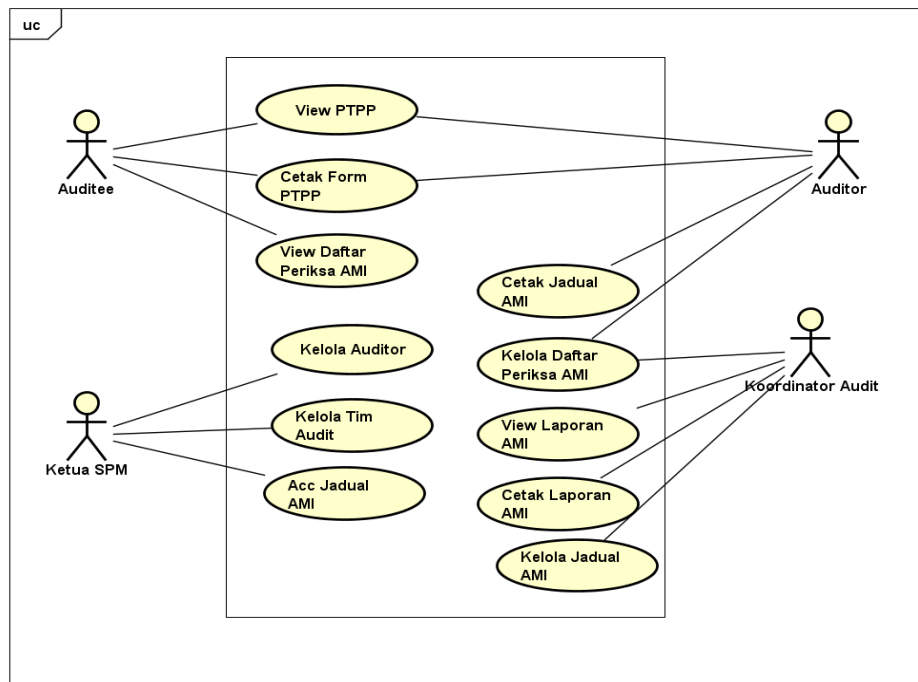 uc
View PTPP
Auditee
Cetak Form
PTPP
Auditor
View Daftar
Periksa AMI
Cetak Jadual
AMI
Kelola Auditor
Kelola Daftar
Periksa AMI
Koordinator Audit
Kelola Tim
Audit
View Laporan
AMI
Ketua SPM
Acc Jadual
AMI
Cetak Laporan
AMI
Kelola Jadual
AMI